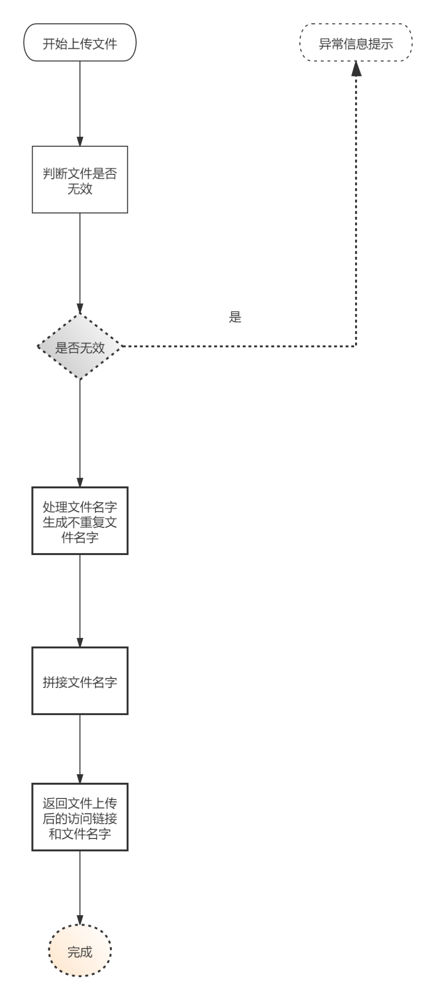 开始上传文件
异常信息提示
判断文件是否
无效
是
是否无效
处理文件名字
生成不重复文
件名字
拼接文件名字
返回文件上传
后的访问链接
和文件名字
完成